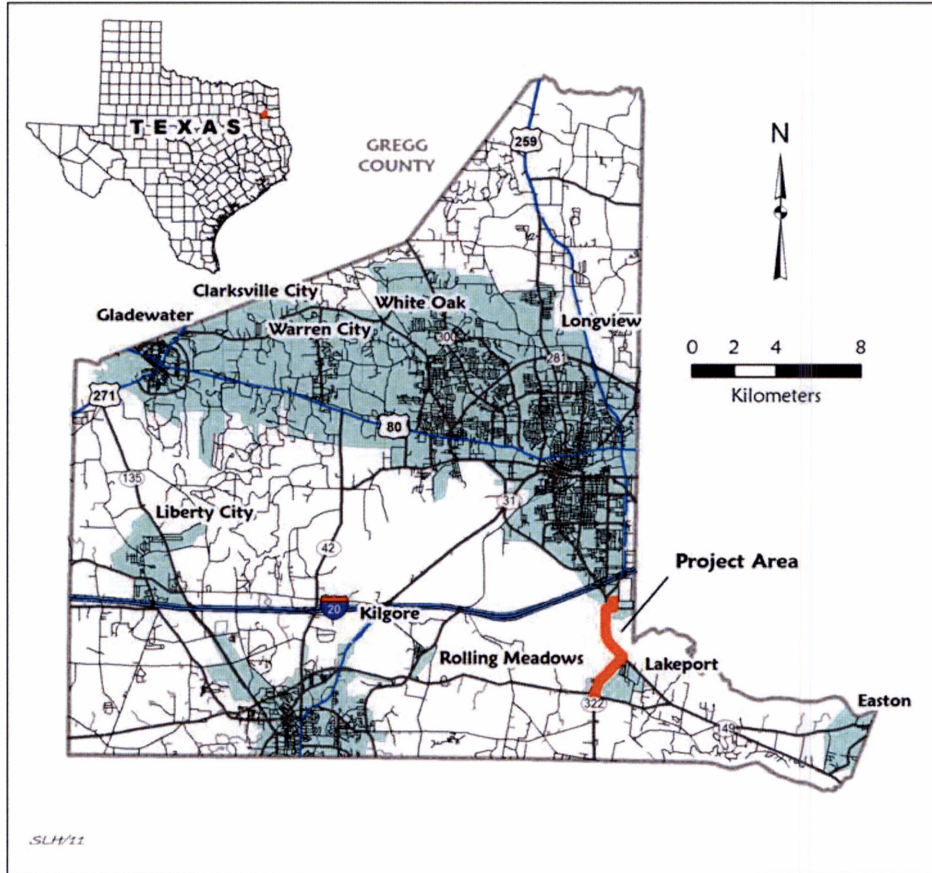 TEXAS
GREGG
COUNTY
259
N
Clarksville City
Gladewater
White Oak
Warren City
Longview
300
281
0 2 4 8
Kilometers
271
80
135
31
Liberty City
42
Project Area
20
Kilgore
Rolling Meadows
Lakeport
322
Easton
149
SLH/11